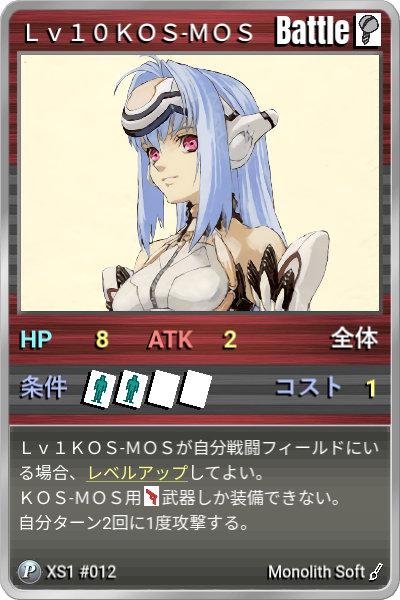 Ｌｖ１０ＫＯＳ-ＭＯＳ Battle
HP 8 ATK 2 全体
条件 コスト 1
Ｌｖ１ＫＯＳ-ＭＯＳが自分戦闘フィールドにい
る場合、レベルアップしてよい。
ＫＯＳ-ＭＯＳ用武器しか装備できない。
自分ターン2回に1度攻撃する。
P XS1 #012 Monolith Soft